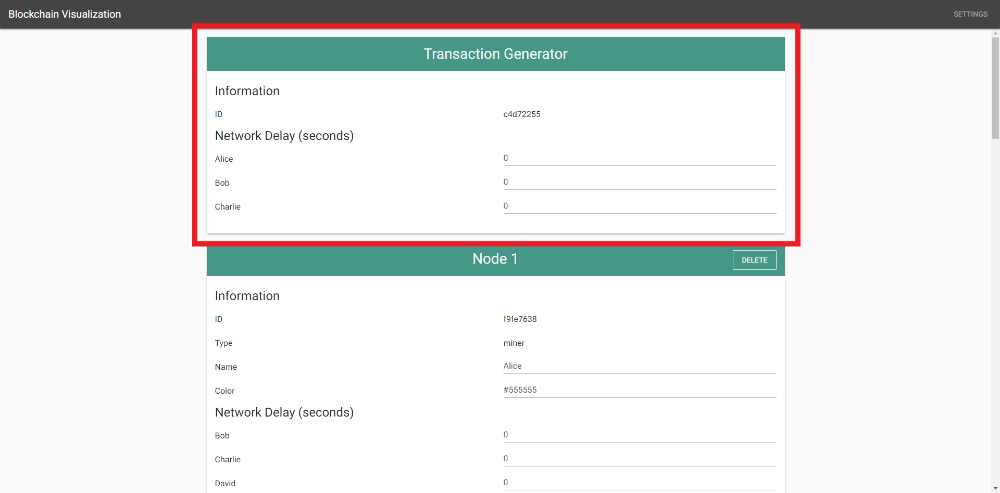 Blockchain Visualization SETTINGS
Transaction Generator
Information
ID c4d72255
Network Delay (seconds)
Alice 0
Bob 0
Charlie 0
Node 1 DELETE
Information
ID f9fe7638
Type miner
Name Alice
Color #555555
Network Delay (seconds)
Bob 0
Charlie 0
David 0